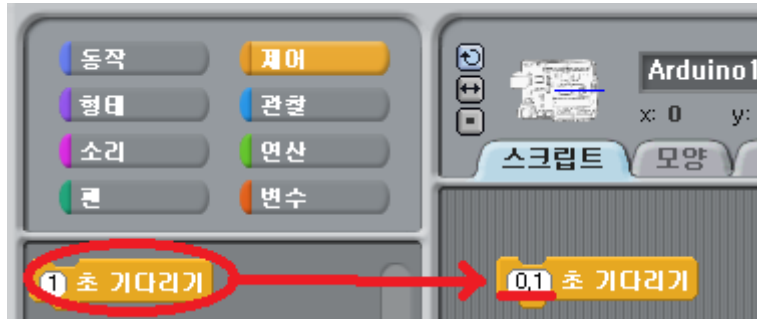 동작 제어
형태 관찰
소리 연산
펜 변수
Arduino1
x: 0 y:
스크립트 모양
1 초 기다리기
0,1 초 기다리기